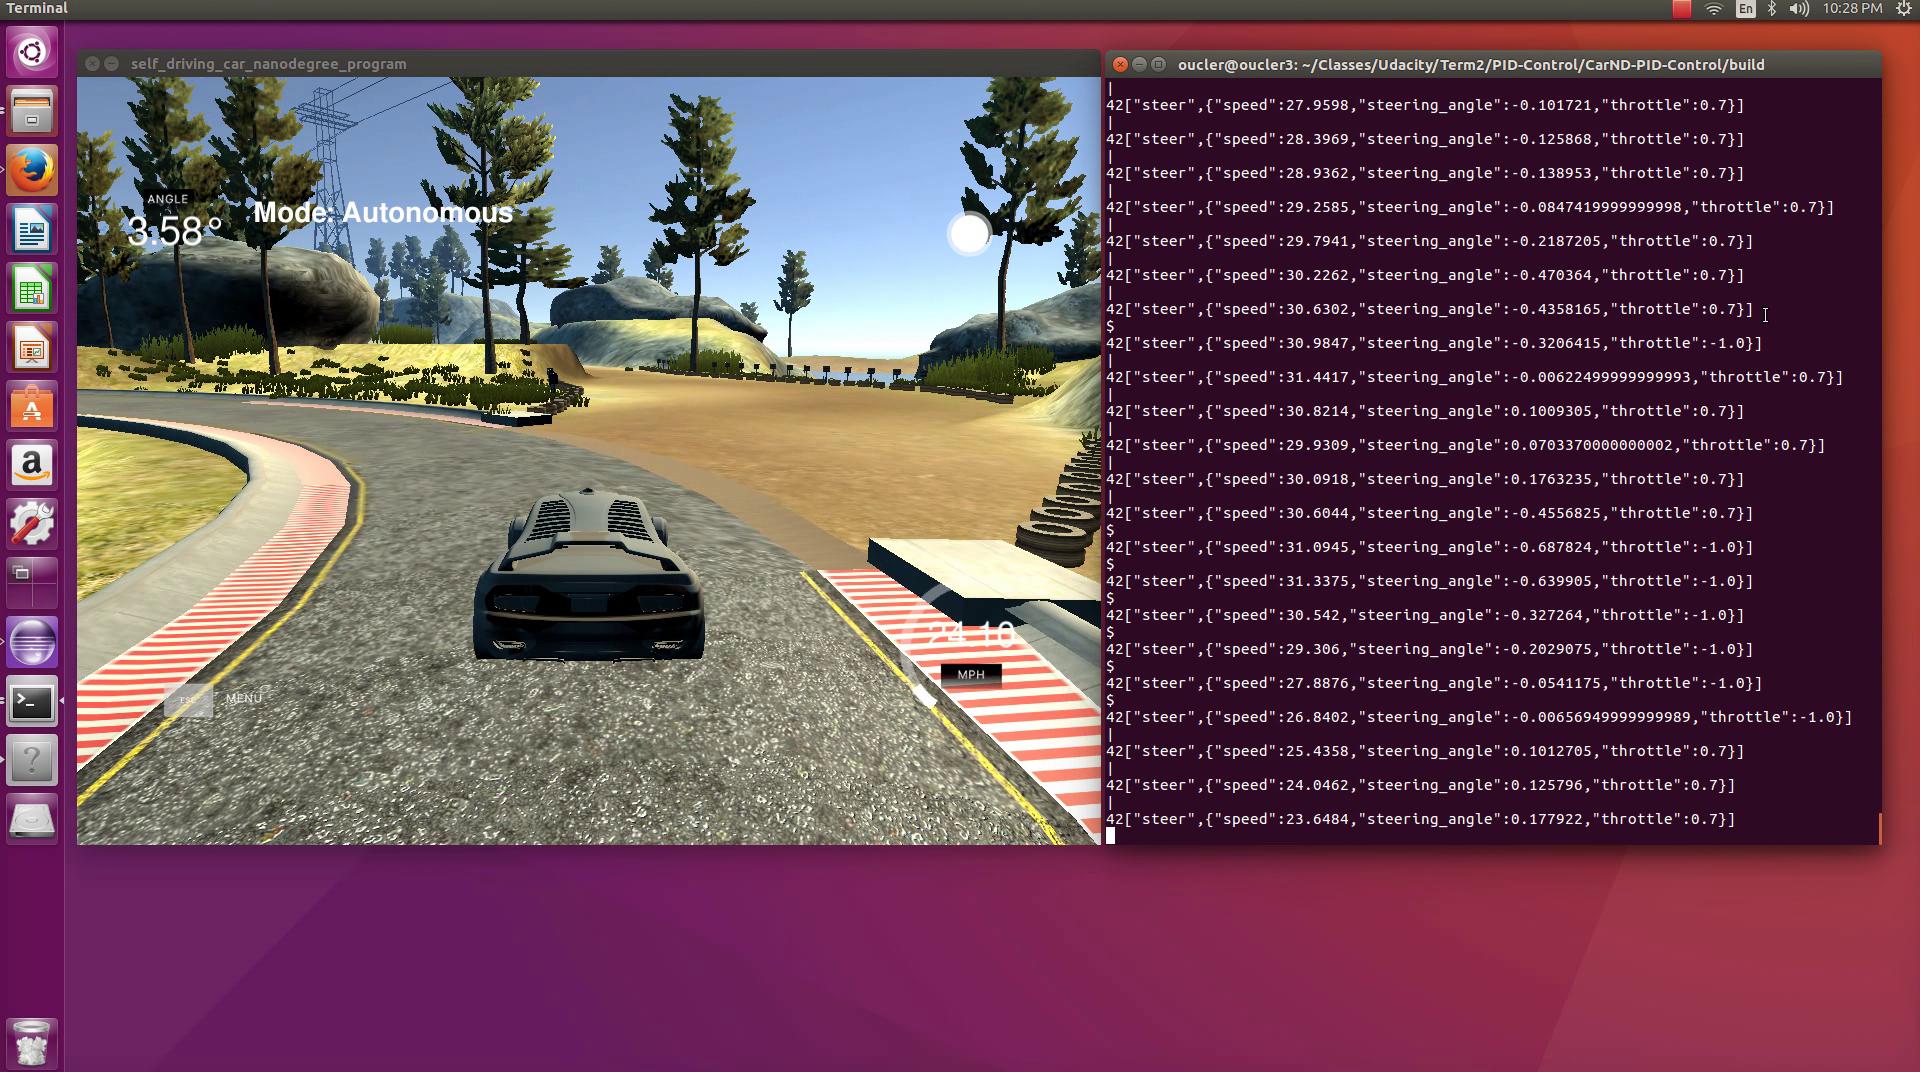 Terminal
En
10:28 PM
self_driving_car_nanodegree_program
ANGLE
3.58°
Mode: Autonomous
24.10
MPH
ESC
MENU
a
oucler@oucler3: ~/Classes/Udacity/Term2/PID-Control/CarND-PID-Control/build
|
42["steer",{"speed":27.9598,"steering_angle":-0.101721,"throttle":0.7}]
|
42["steer",{"speed":28.3969,"steering_angle":-0.125868,"throttle":0.7}]
|
42["steer",{"speed":28.9362,"steering_angle":-0.138953,"throttle":0.7}]
|
42["steer",{"speed":29.2585,"steering_angle":-0.0847419999999998,"throttle":0.7}]
|
42["steer",{"speed":29.7941,"steering_angle":-0.2187205,"throttle":0.7}]
|
42["steer",{"speed":30.2262,"steering_angle":-0.470364,"throttle":0.7}]
|
42["steer",{"speed":30.6302,"steering_angle":-0.4358165,"throttle":0.7}]
$
42["steer",{"speed":30.9847,"steering_angle":-0.3206415,"throttle":-1.0}]
|
42["steer",{"speed":31.4417,"steering_angle":-0.00622499999999993,"throttle":0.7}]
|
42["steer",{"speed":30.8214,"steering_angle":0.1009305,"throttle":0.7}]
|
42["steer",{"speed":29.9309,"steering_angle":0.0703370000000002,"throttle":0.7}]
|
42["steer",{"speed":30.0918,"steering_angle":0.1763235,"throttle":0.7}]
|
42["steer",{"speed":30.6044,"steering_angle":-0.4556825,"throttle":0.7}]
$
42["steer",{"speed":31.0945,"steering_angle":-0.687824,"throttle":-1.0}]
$
42["steer",{"speed":31.3375,"steering_angle":-0.639905,"throttle":-1.0}]
$
42["steer",{"speed":30.542,"steering_angle":-0.327264,"throttle":-1.0}]
$
42["steer",{"speed":29.306,"steering_angle":-0.2029075,"throttle":-1.0}]
$
42["steer",{"speed":27.8876,"steering_angle":-0.0541175,"throttle":-1.0}]
$
42["steer",{"speed":26.8402,"steering_angle":-0.00656949999999989,"throttle":-1.0}]
|
42["steer",{"speed":25.4358,"steering_angle":0.1012705,"throttle":0.7}]
|
42["steer",{"speed":24.0462,"steering_angle":0.125796,"throttle":0.7}]
|
42["steer",{"speed":23.6484,"steering_angle":0.177922,"throttle":0.7}]